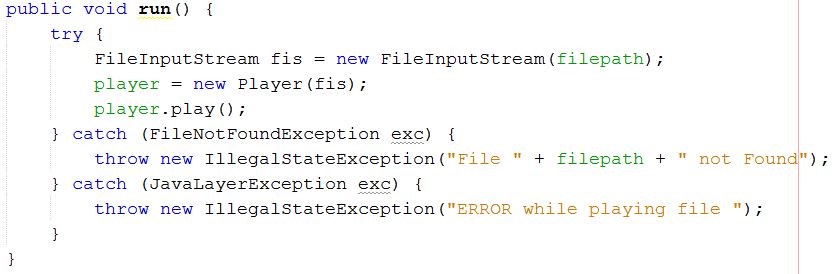 public void run() {
try {
FileInputStream fis = new FileInputStream(filepath);
player = new Player(fis);
player.play();
} catch (FileNotFoundException exc) {
throw new IllegalStateException("File " + filepath + " not Found");
} catch (JavaLayerException exc) {
throw new IllegalStateException("ERROR while playing file ");
}
}